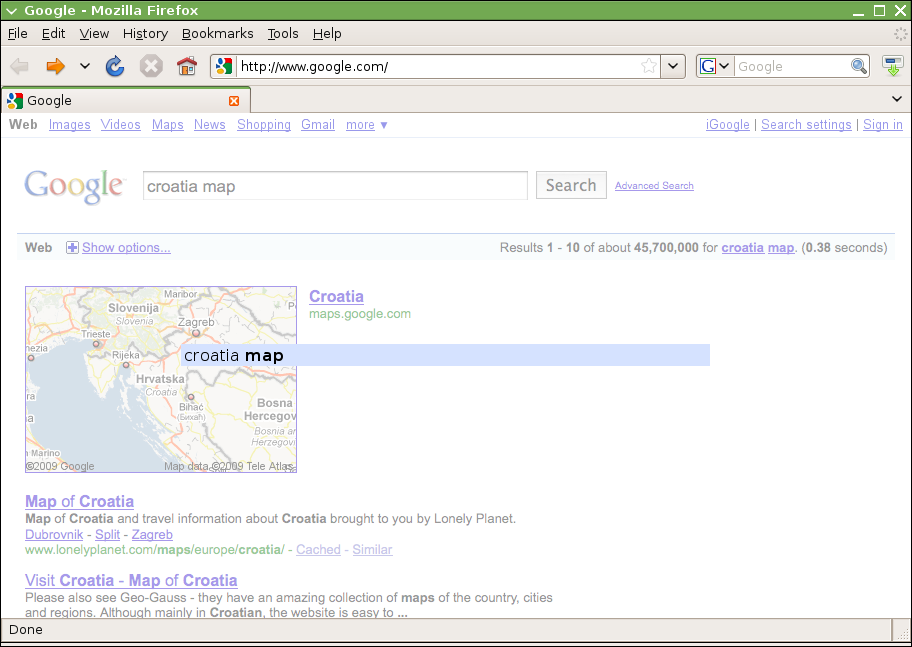 Google - Mozilla Firefox
File Edit View History Bookmarks Tools Help
http://www.google.com/ G Google
Google
Web Images Videos Maps News Shopping Gmail more ▼ iGoogle | Search settings | Sign in
Google croatia map Search Advanced Search
Web Show options... Results 1 - 10 of about 45,700,000 for croatia map. (0.38 seconds)
Croatia
maps.google.com
Maribor
Slovenija
Slovenia
Zagreb
Trieste
nezia
Rijeka
croatia map
Hrvatska
Croatia
Bihać
(Бихаћ)
Bosna
Hercegov
Bosnia an
Herzegovi
n Marino
©2009 Google Map data ©2009 Tele Atlas
Map of Croatia
Map of Croatia and travel information about Croatia brought to you by Lonely Planet.
Dubrovnik - Split - Zagreb
www.lonelyplanet.com/maps/europe/croatia/ - Cached - Similar
Visit Croatia - Map of Croatia
Please also see Geo-Gauss - they have an amazing collection of maps of the country, cities
and regions. Although mainly in Croatian, the website is easy to ...
Done